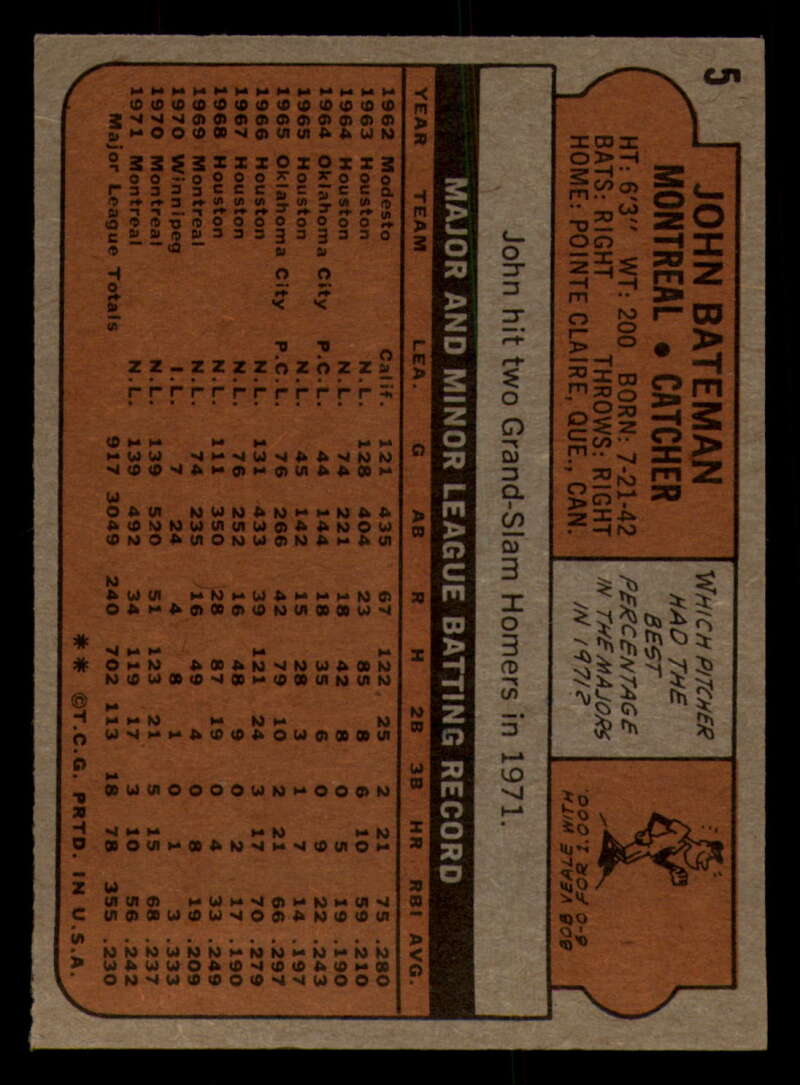 5
JOHN BATEMAN
MONTREAL • CATCHER
HT: 6'3" WT: 200 BORN: 7-21-42
BATS: RIGHT THROWS: RIGHT
HOME: POINTE CLAIRE, QUE., CAN.
WHICH PITCHER
HAD THE
BEST
PERCENTAGE
IN THE MAJORS
IN 1971?
BOB VEALE WITH
6-0 FOR 1.000.
John hit two Grand-Slam Homers in 1971.
MAJOR AND MINOR LEAGUE BATTING RECORD
YEAR TEAM LEA. G AB R H 2B 3B HR RBI AVG.
1962 Modesto Calif. 121 435 67 122 25 2 21 75 .280
1963 Houston N.L. 128 404 23 85 8 6 10 59 .210
1964 Houston N.L. 74 221 18 42 8 0 5 19 .190
1964 Oklahoma City P.C.L. 44 144 18 35 6 0 9 22 .243
1965 Houston N.L. 45 142 15 28 3 1 7 14 .197
1965 Oklahoma City P.C.L. 76 266 42 79 10 2 21 66 .297
1966 Houston N.L. 131 433 39 121 24 3 17 70 .279
1967 Houston N.L. 76 252 16 48 9 0 2 17 .190
1968 Houston N.L. 111 350 28 87 19 0 4 33 .249
1969 Montreal N.L. 74 235 16 49 4 0 8 19 .209
1970 Winnipeg I.L. 7 24 4 8 1 0 1 3 .333
1970 Montreal N.L. 139 520 51 123 21 5 15 68 .237
1971 Montreal N.L. 139 492 34 119 17 3 10 56 .242
Major League Totals 917 3049 240 702 113 18 78 355 .230
** ©T.C.G. PRTD. IN U.S.A.